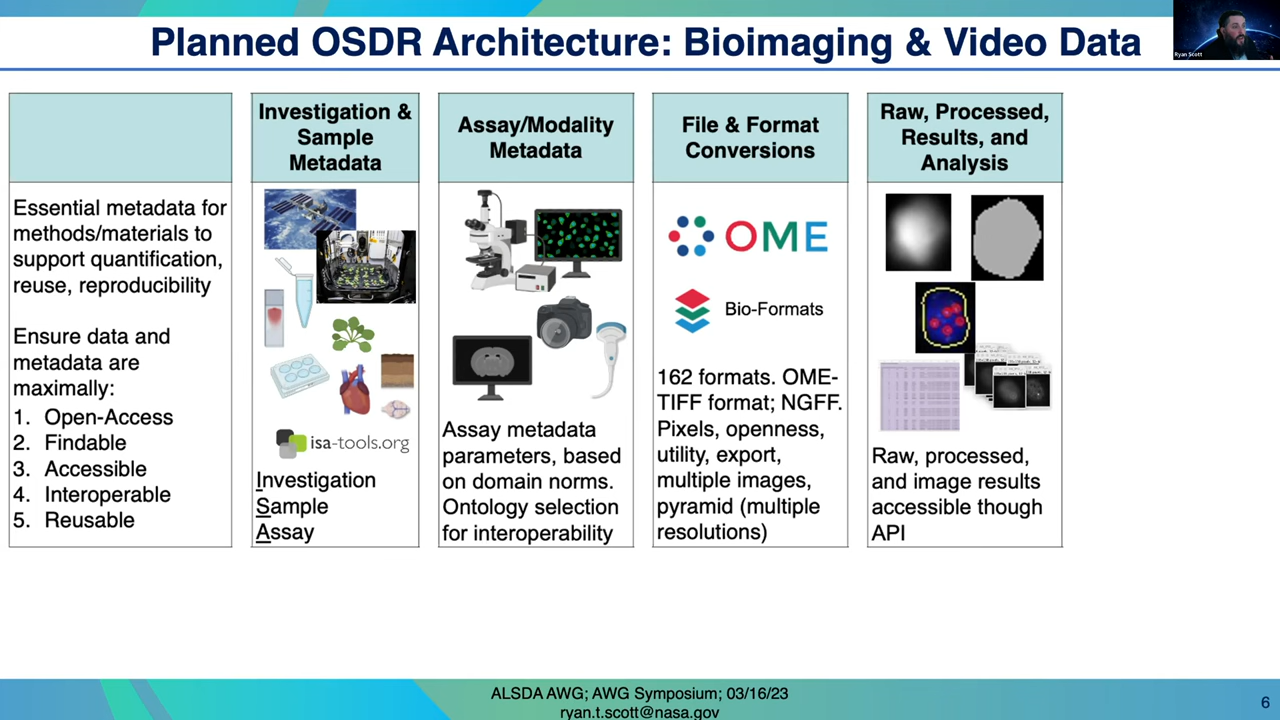 Planned OSDR Architecture: Bioimaging & Video Data
Ryan Scott
Essential metadata for
methods/materials to
support quantification,
reuse, reproducibility
Ensure data and
metadata are
maximally:
1. Open-Access
2. Findable
3. Accessible
4. Interoperable
5. Reusable
Investigation &
Sample
Metadata
isa-tools.org
Investigation
Sample
Assay
Assay/Modality
Metadata
Assay metadata
parameters, based
on domain norms.
Ontology selection
for interoperability
File & Format
Conversions
OME
Bio-Formats
162 formats. OME-
TIFF format; NGFF.
Pixels, openness,
utility, export,
multiple images,
pyramid (multiple
resolutions)
Raw, Processed,
Results, and
Analysis
Raw, processed,
and image results
accessible though
API
ALSDA AWG; AWG Symposium; 03/16/23
ryan.t.scott@nasa.gov
6